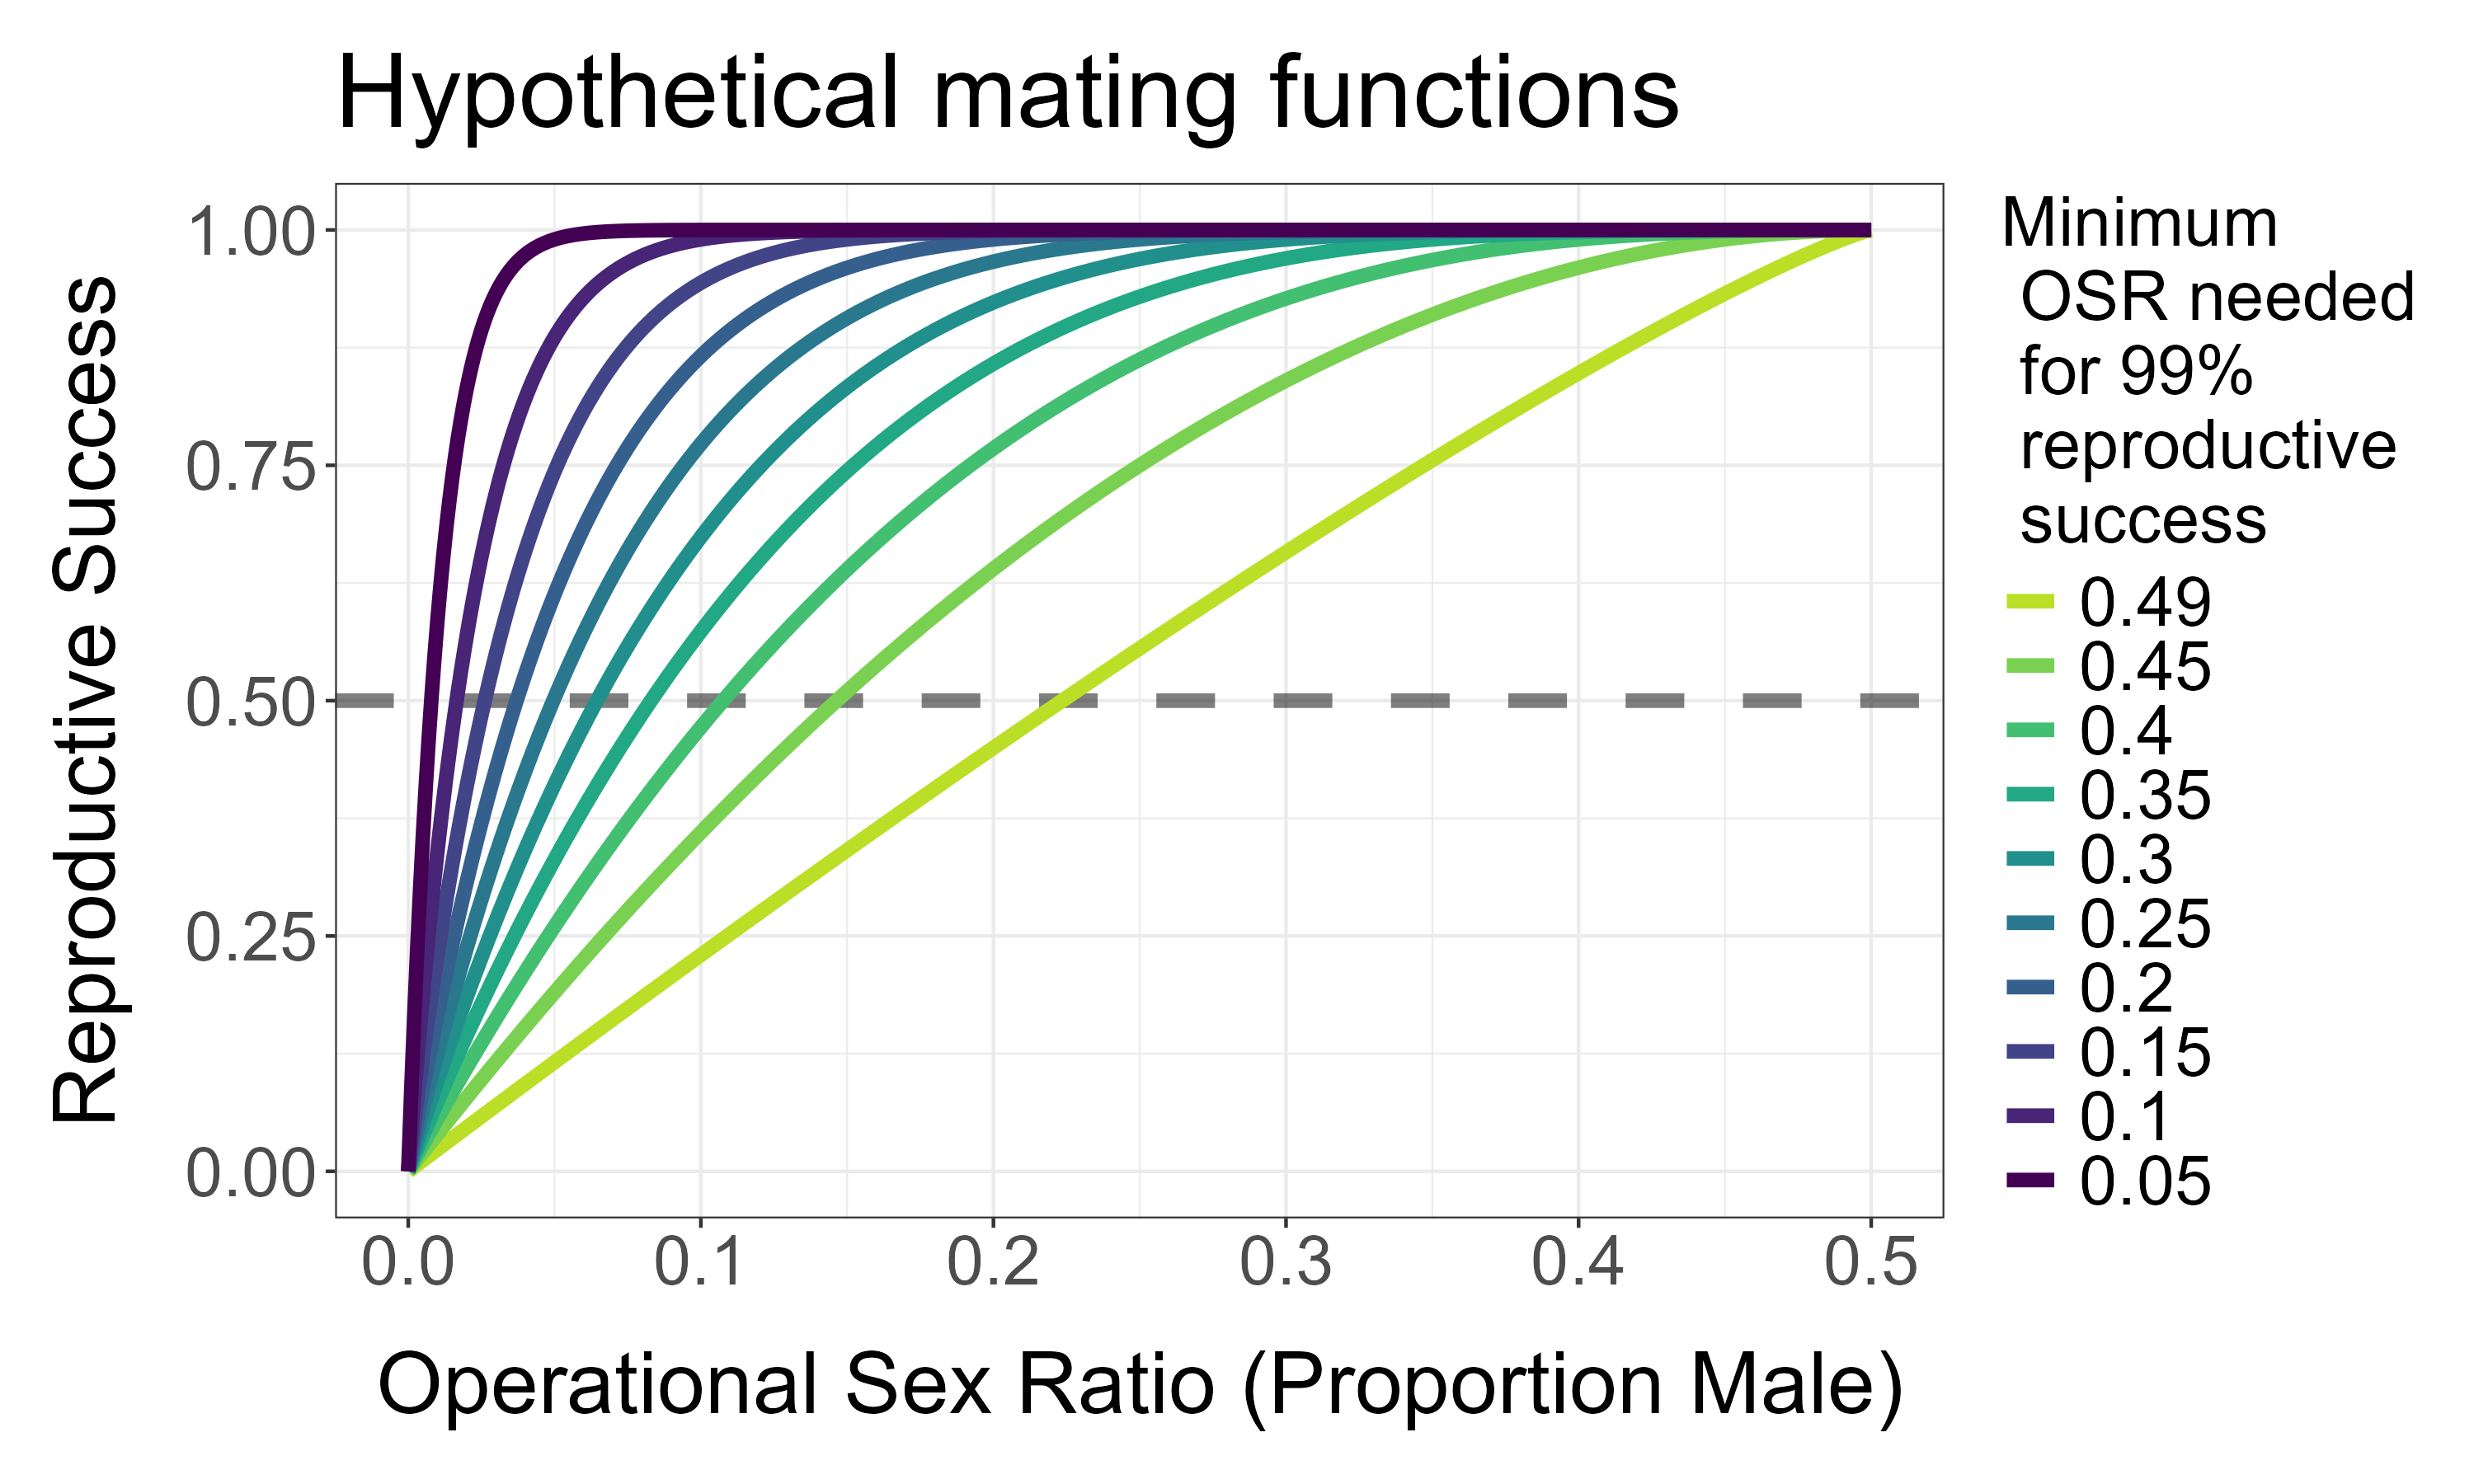 Hypothetical mating functions
Reproductive Success
1.00
0.75
0.50
0.25
0.00
0.0 0.1 0.2 0.3 0.4 0.5
Operational Sex Ratio (Proportion Male)
Minimum
OSR needed
for 99%
reproductive
success
0.49
0.45
0.4
0.35
0.3
0.25
0.2
0.15
0.1
0.05